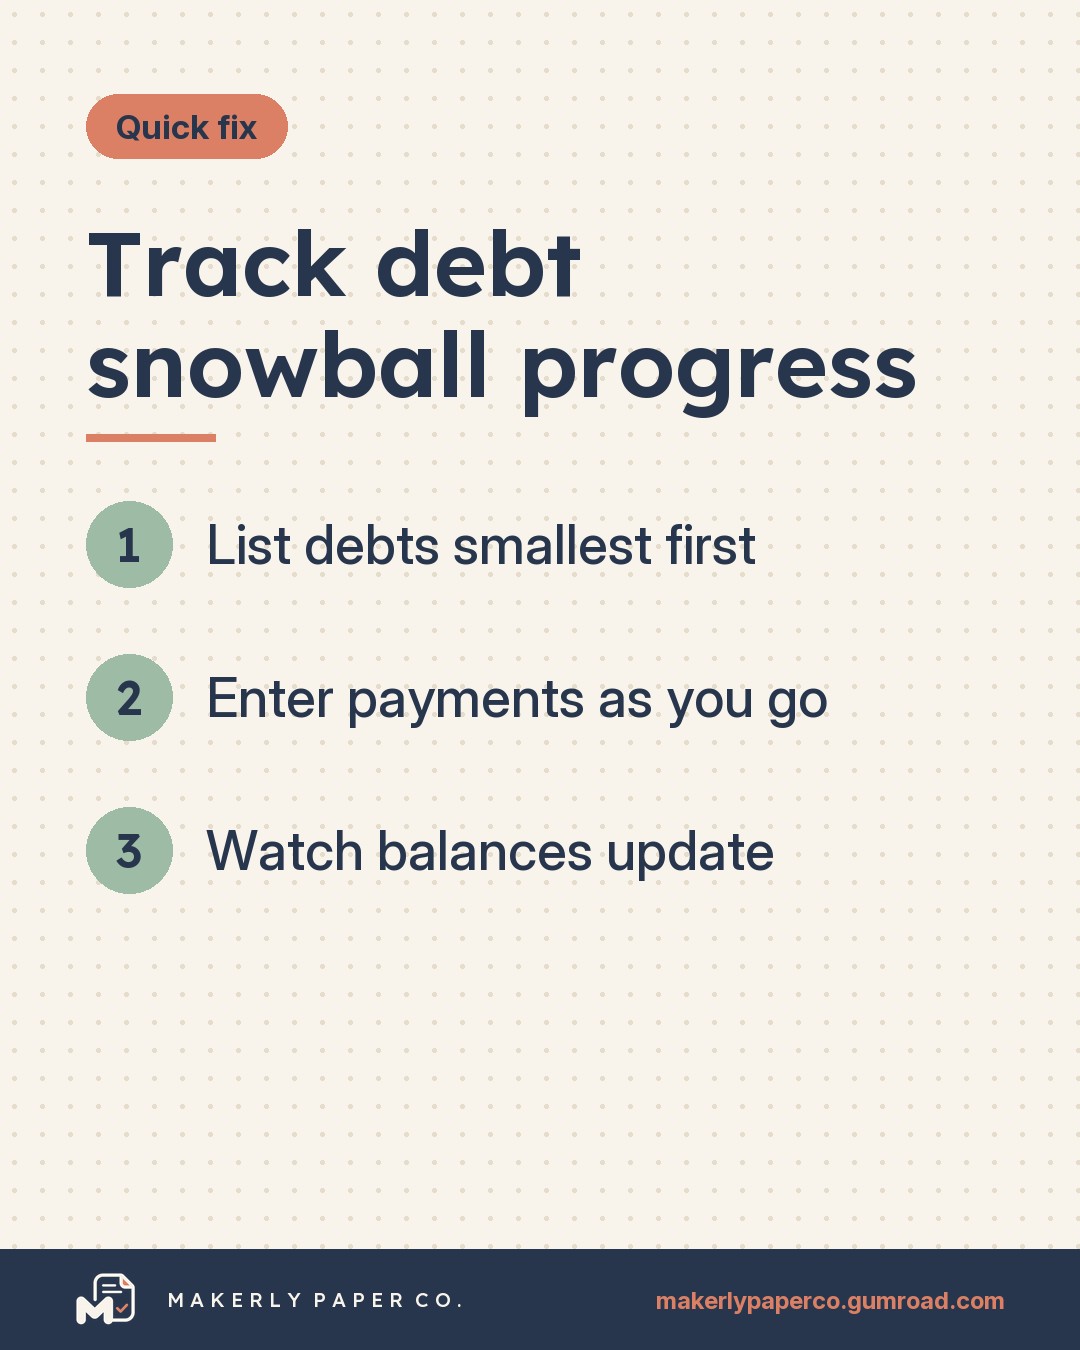 Quick fix
Track debt
snowball progress
1 List debts smallest first
2 Enter payments as you go
3 Watch balances update
MAKERLY PAPER CO.
makerlypaperco.gumroad.com